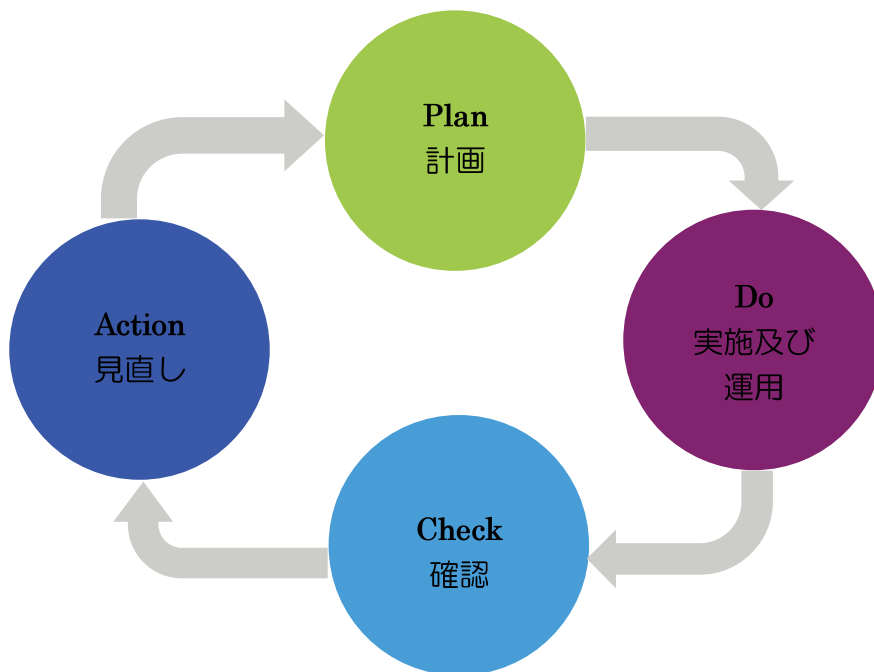 Plan
計画
Do
実施及び
運用
Check
確認
Action
見直し